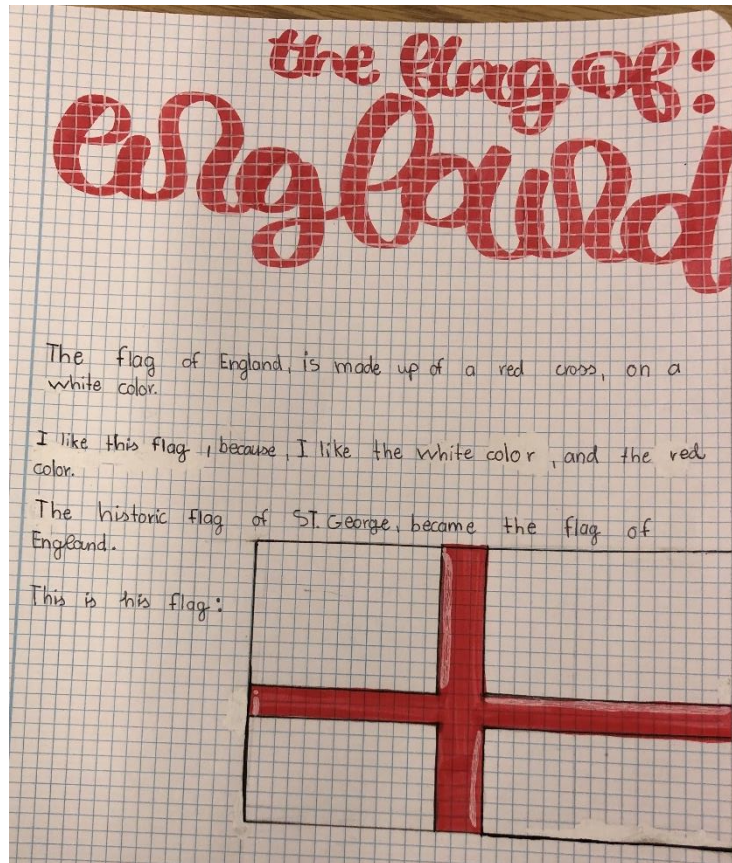 the flag of:
England
The flag of England, is made up of a red cross, on a
white color.
I like this flag, because, I like the white color, and the red
color.
The historic flag of ST. George, became the flag of
England.
This is his flag: